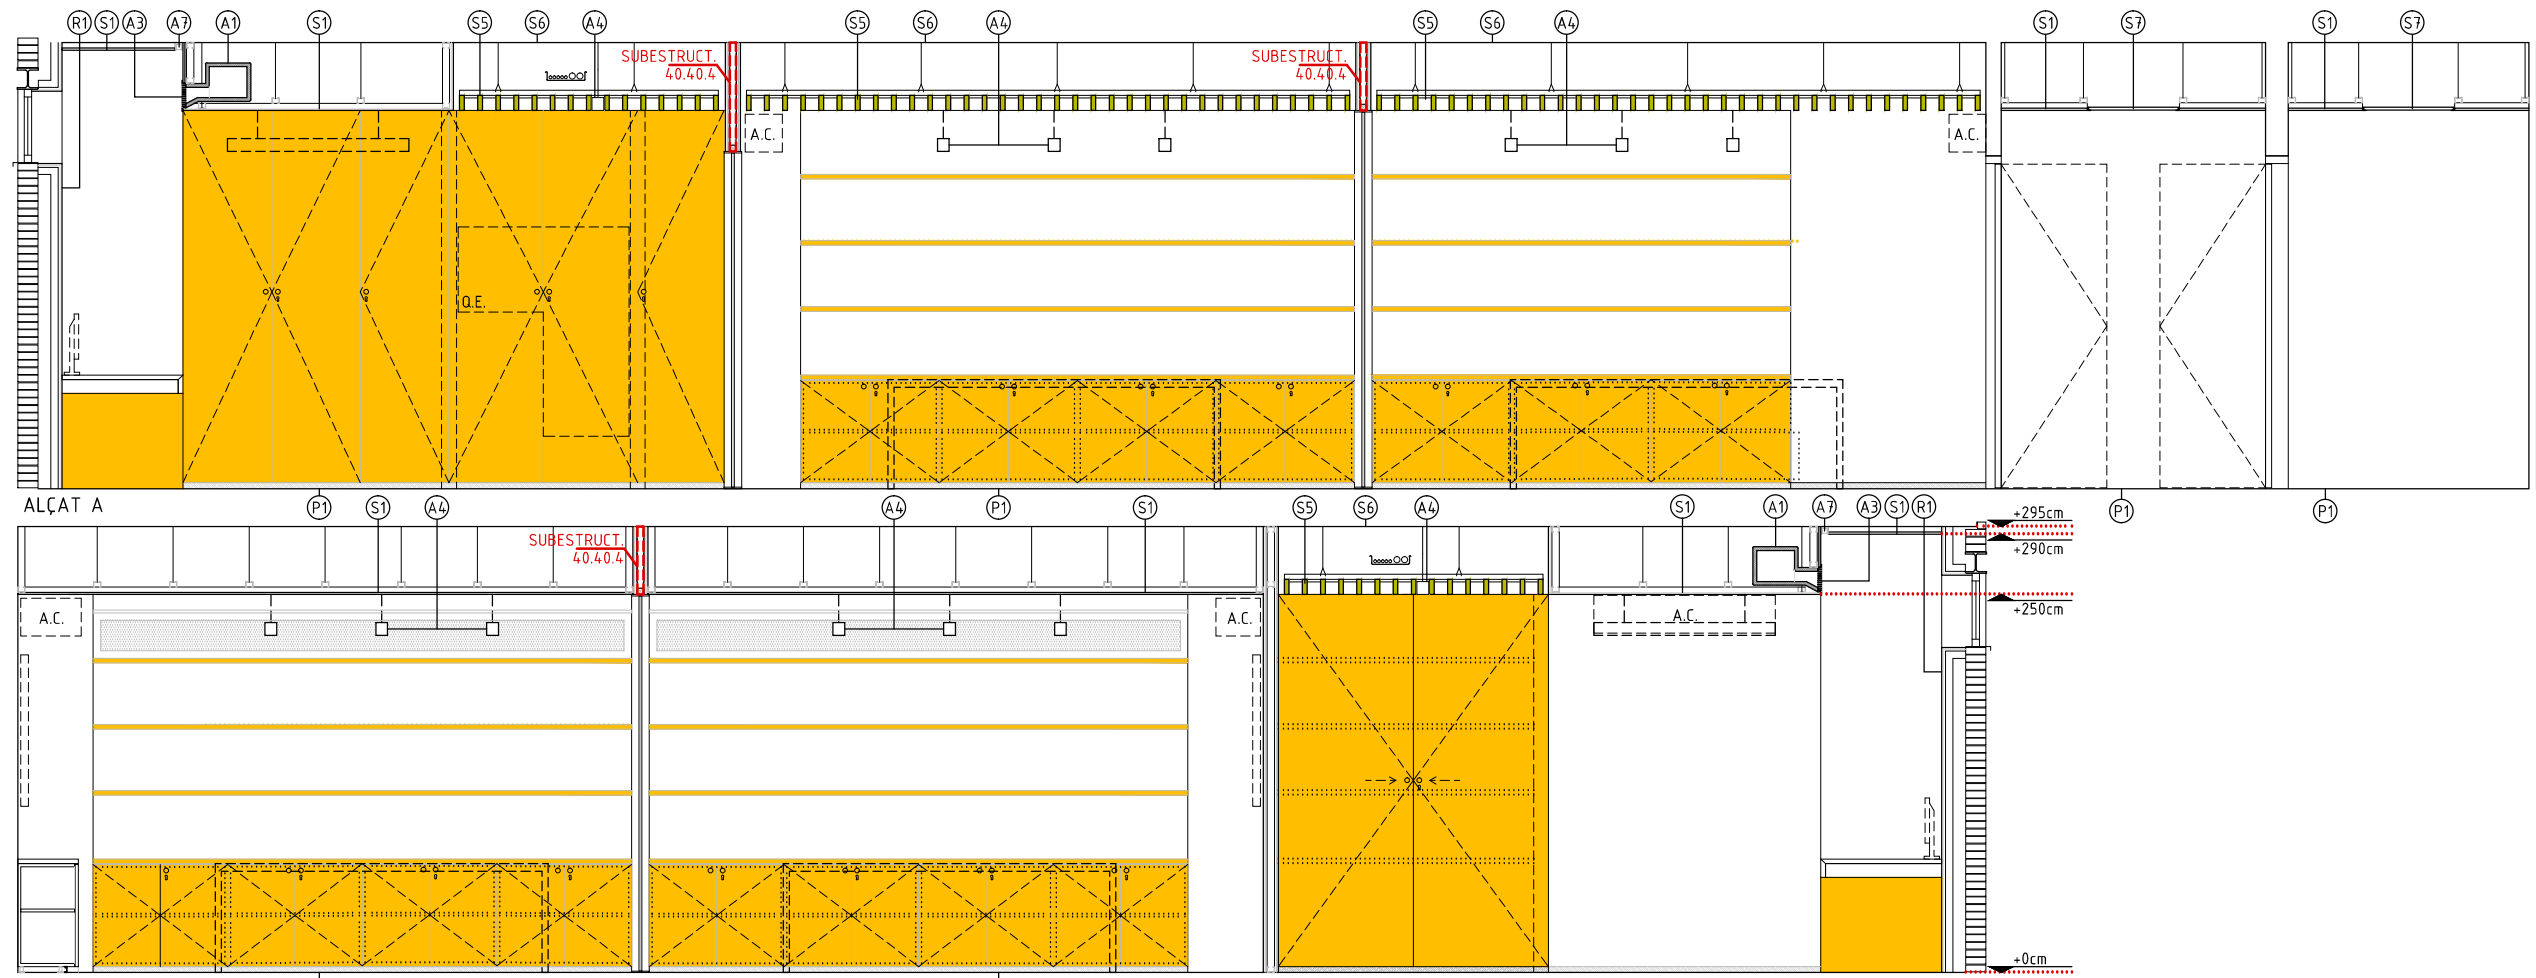 R1 S1 A3 A7 A1 S1 S5 S6 A4 S5 S6 A4 S5 S6 A4 S1 S7 S1 S7
SUBESTRUCT.
40.40.4
SUBESTRUCT.
40.40.4
A.C.
A.C.
Q.E.
ALÇAT A
P1 S1 A4 A4 P1 S1 S5 S6 A4 S1 A1 A7 A3 S1 R1 P1 P1
SUBESTRUCT.
40.40.4
+295cm
+290cm
+250cm
A.C.
A.C.
A.C.
+0cm